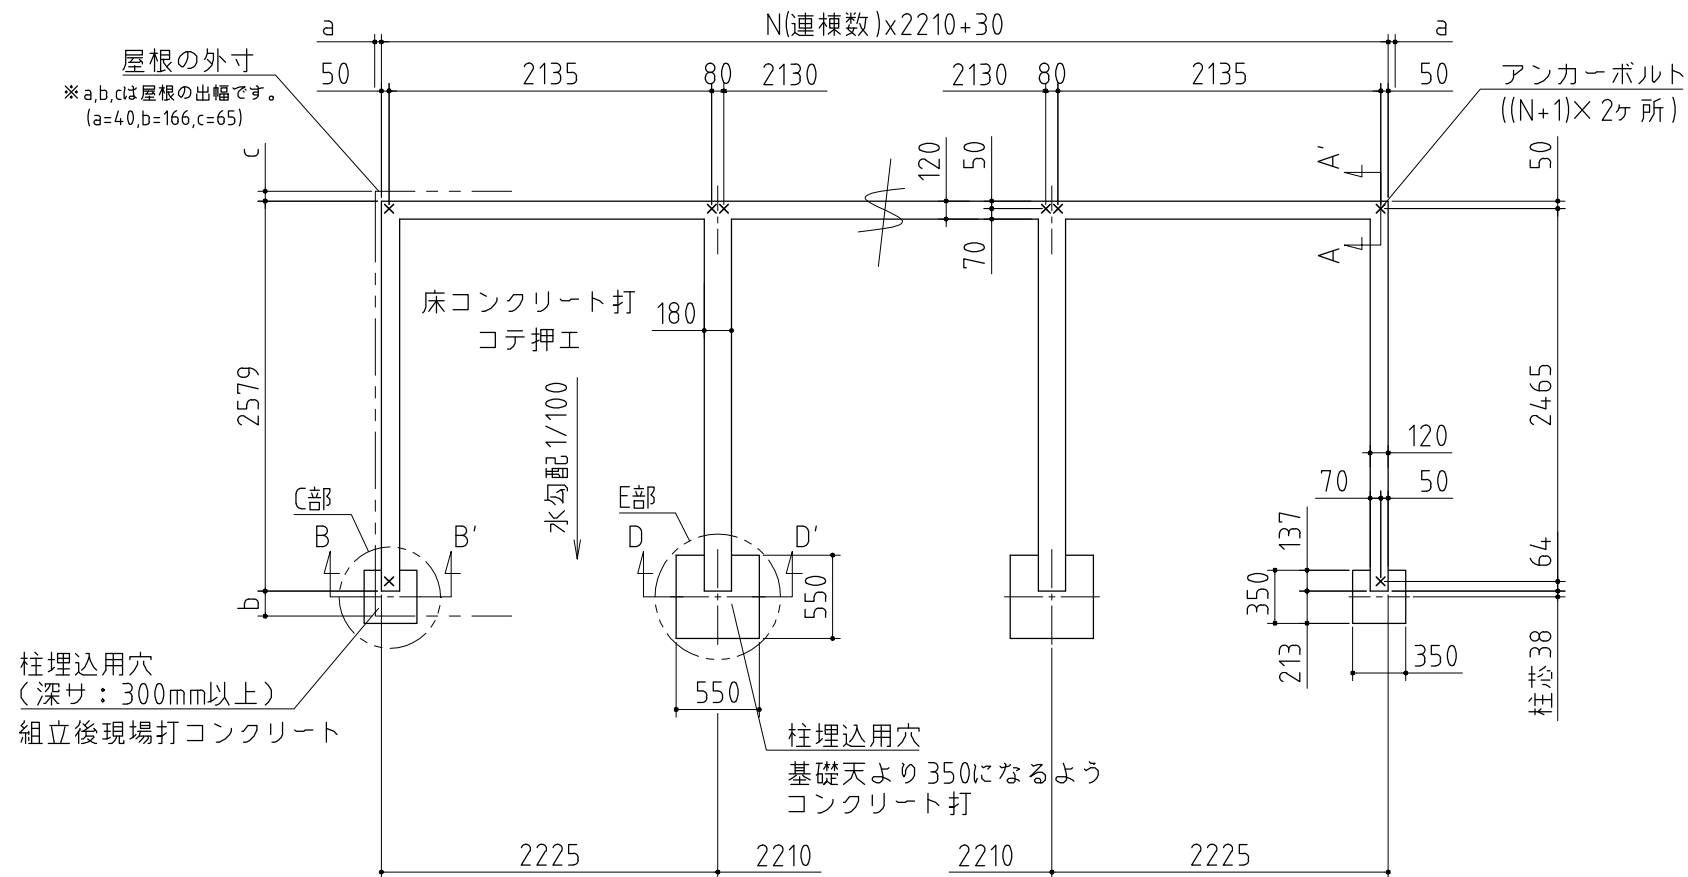 a
N(連棟数)x2210+30
a
屋根の外寸
※a,b,cは屋根の出幅です。
(a=40,b=166,c=65)
50
2135
80
2130
2130
80
2135
50
アンカーボルト
((N+1)× 2ヶ所)
c
120
50
70
A'
A
50
床コンクリート打
コテ押エ
180
水勾配1/100
2579
2465
120
70
50
C部
E部
B
B'
D
D'
137
64
350
550
b
213
350
柱芯38
柱埋込用穴
(深サ：300mm以上)
組立後現場打コンクリート
550
柱埋込用穴
基礎天より350になるよう
コンクリート打
2225
2210
2210
2225